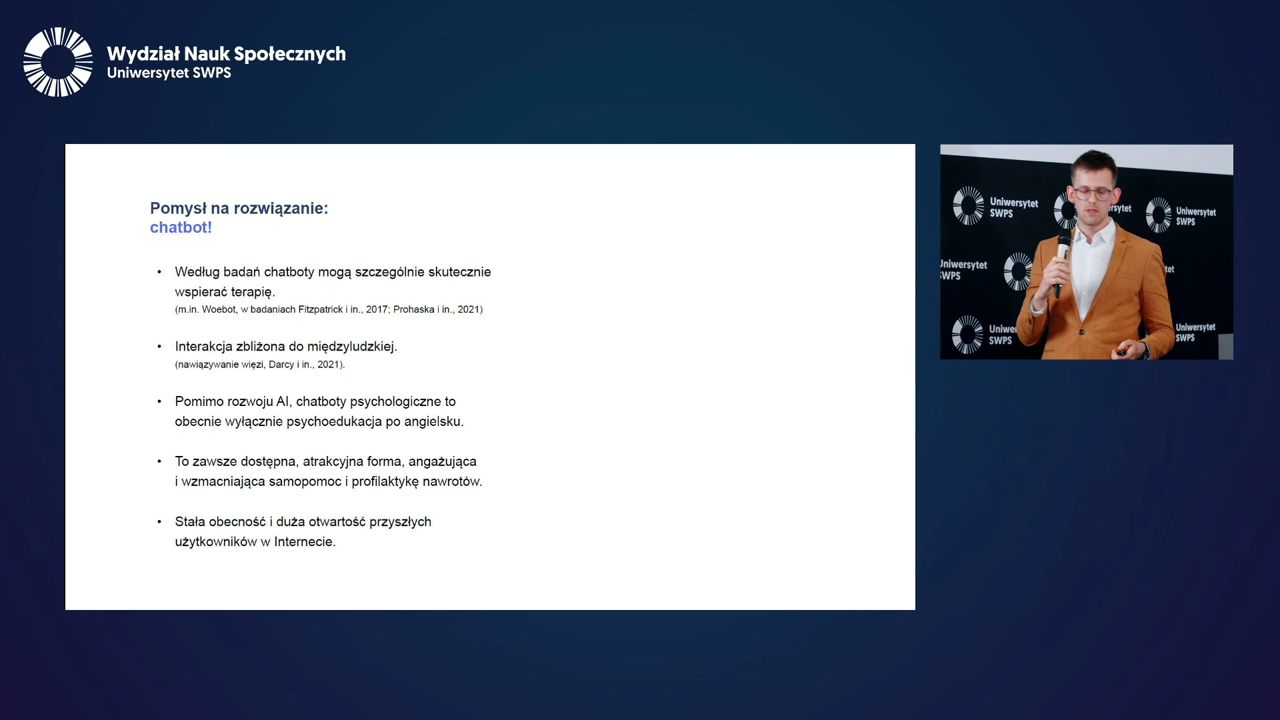 Wydział Nauk Społecznych
Uniwersytet SWPS
Pomysł na rozwiązanie:
chatbot!
• Według badań chatboty mogą szczególnie skutecznie
wspierać terapię.
(m.in. Woebot, w badaniach Fitzpatrick i in., 2017; Prohaska i in., 2021)
• Interakcja zbliżona do międzyludzkiej.
(nawiązywanie więzi, Darcy i in., 2021).
• Pomimo rozwoju AI, chatboty psychologiczne to
obecnie wyłącznie psychoedukacja po angielsku.
• To zawsze dostępna, atrakcyjna forma, angażująca
i wzmacniająca samopomoc i profilaktykę nawrotów.
• Stała obecność i duża otwartość przyszłych
użytkowników w Internecie.
Uniwersytet
SWPS
Uniwersytet
SWPS
Uniwersytet
SWPS